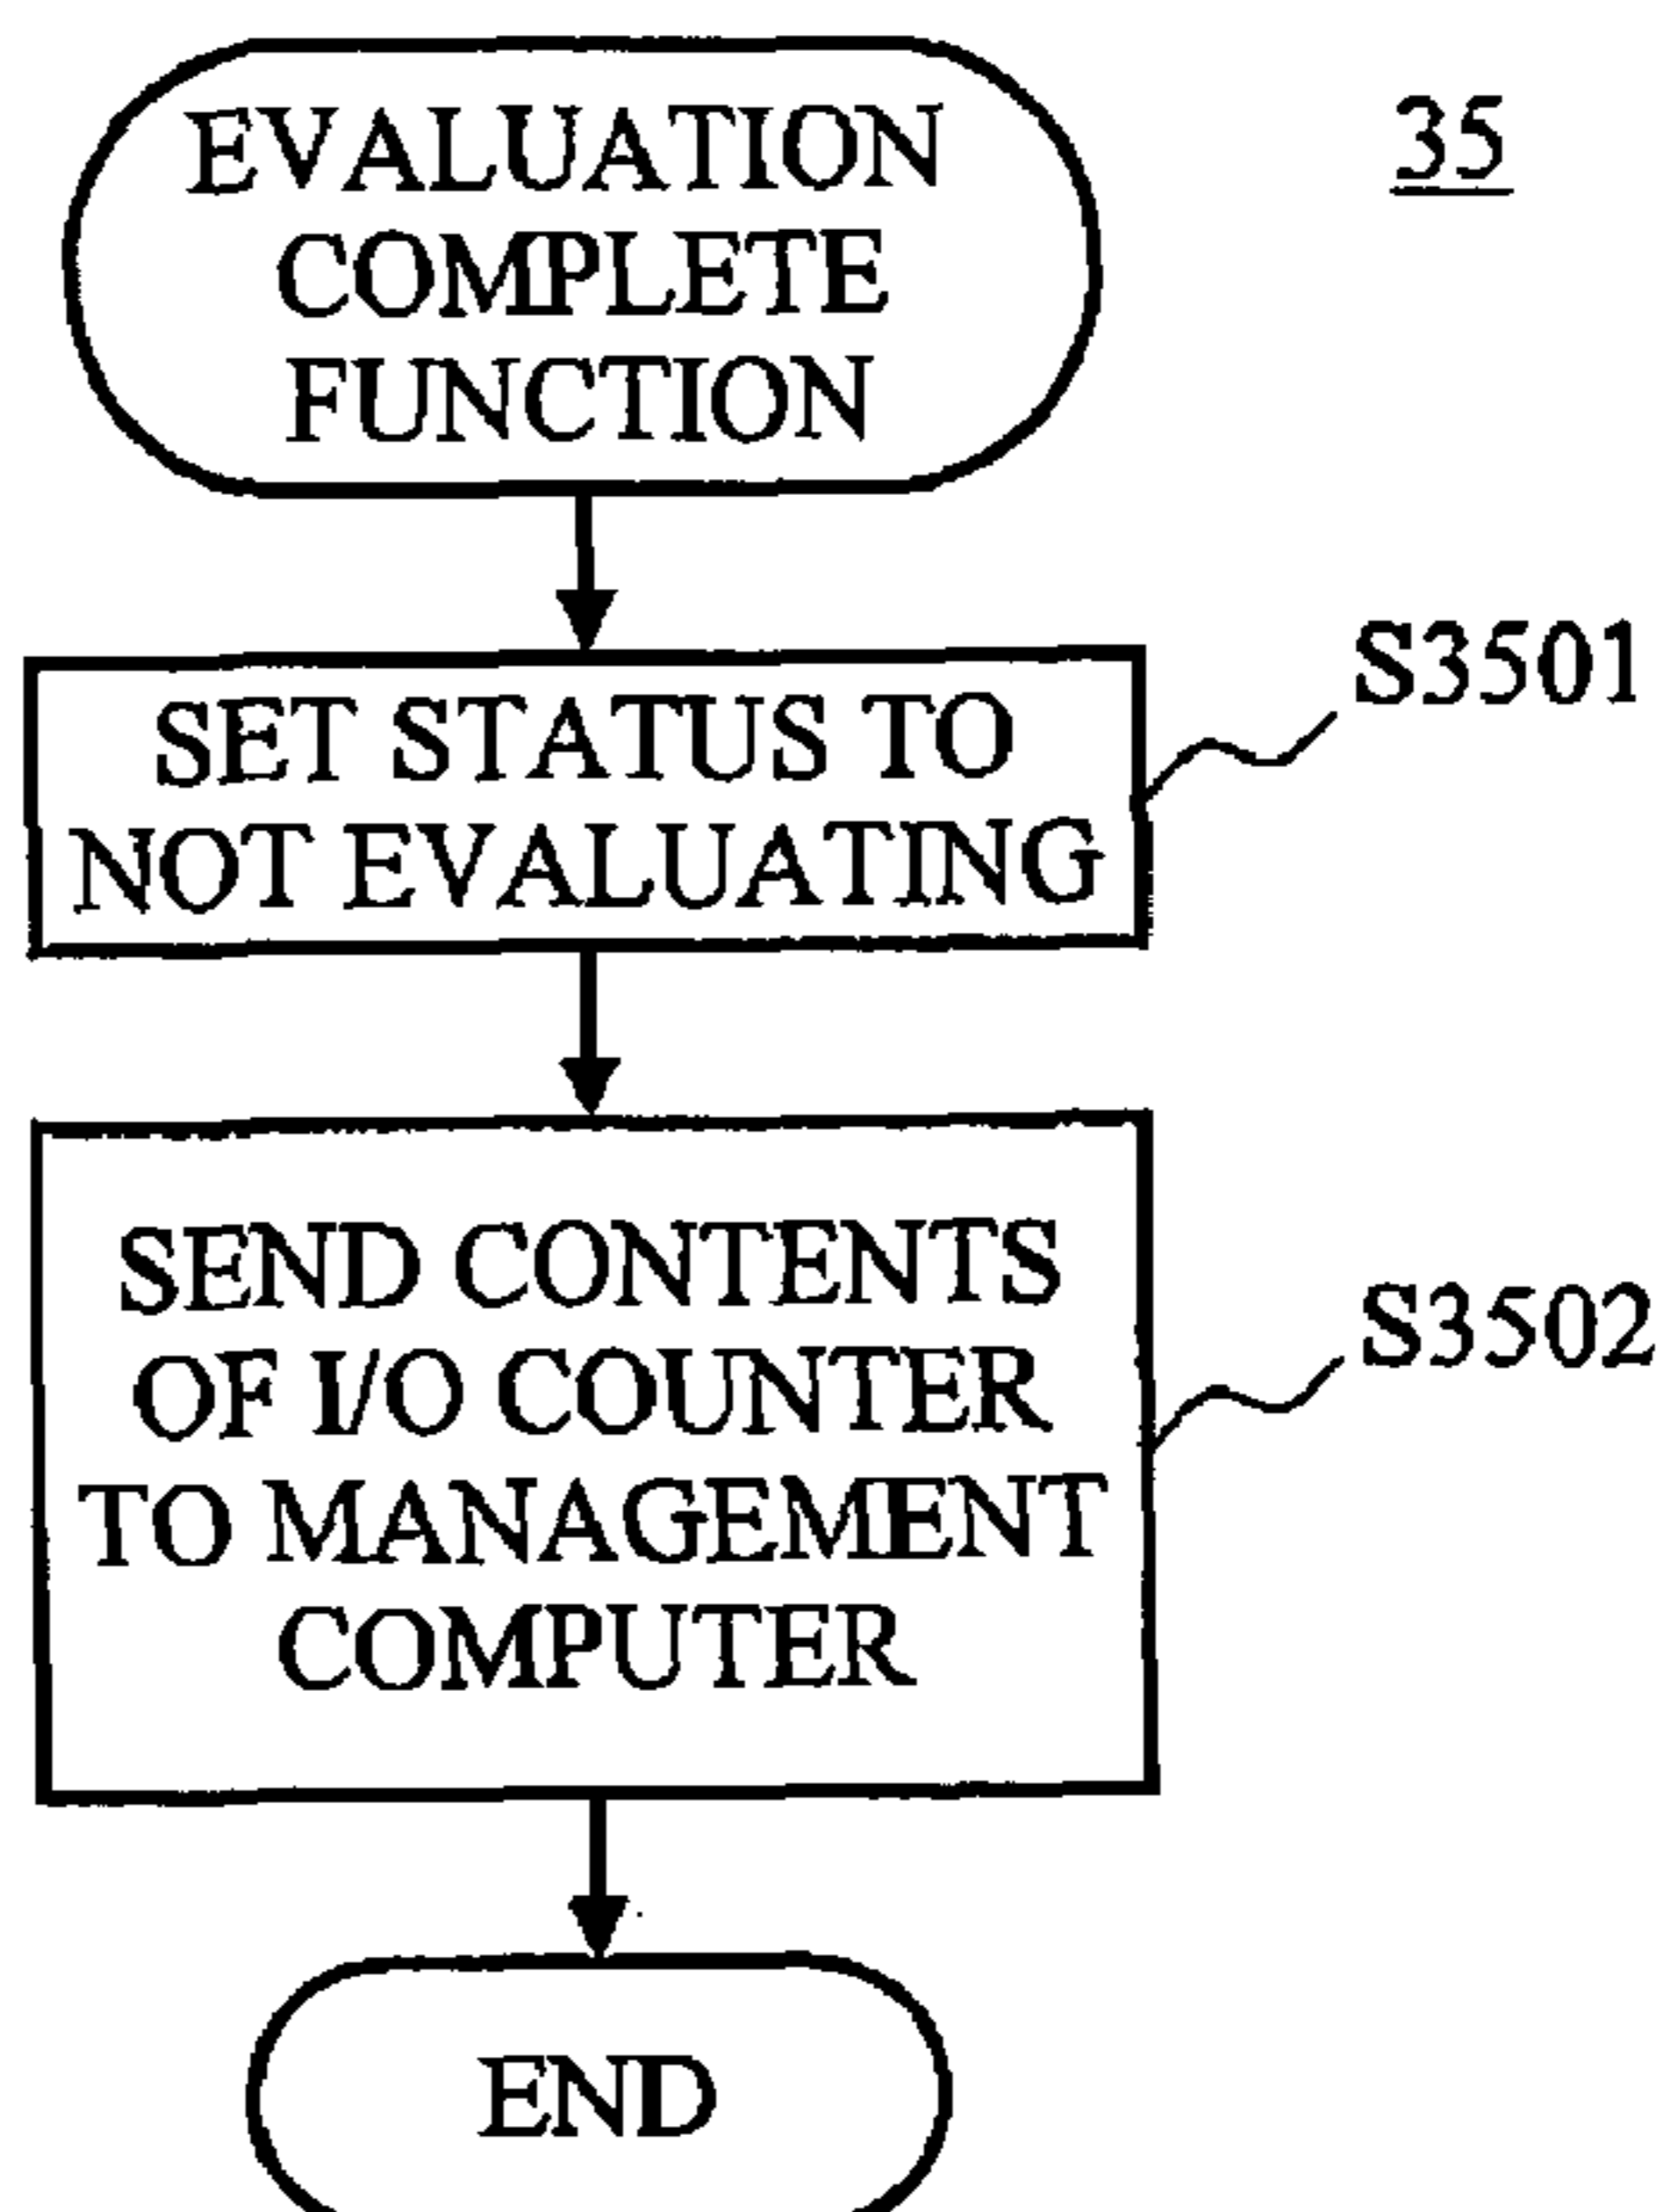 EVALUATION
COMPLETE
FUNCTION
35
SET STATUS TO
NOT EVALUATING
S3501
SEND CONTENTS
OF I/O COUNTER
TO MANAGEMENT
COMPUTER
S3502
END